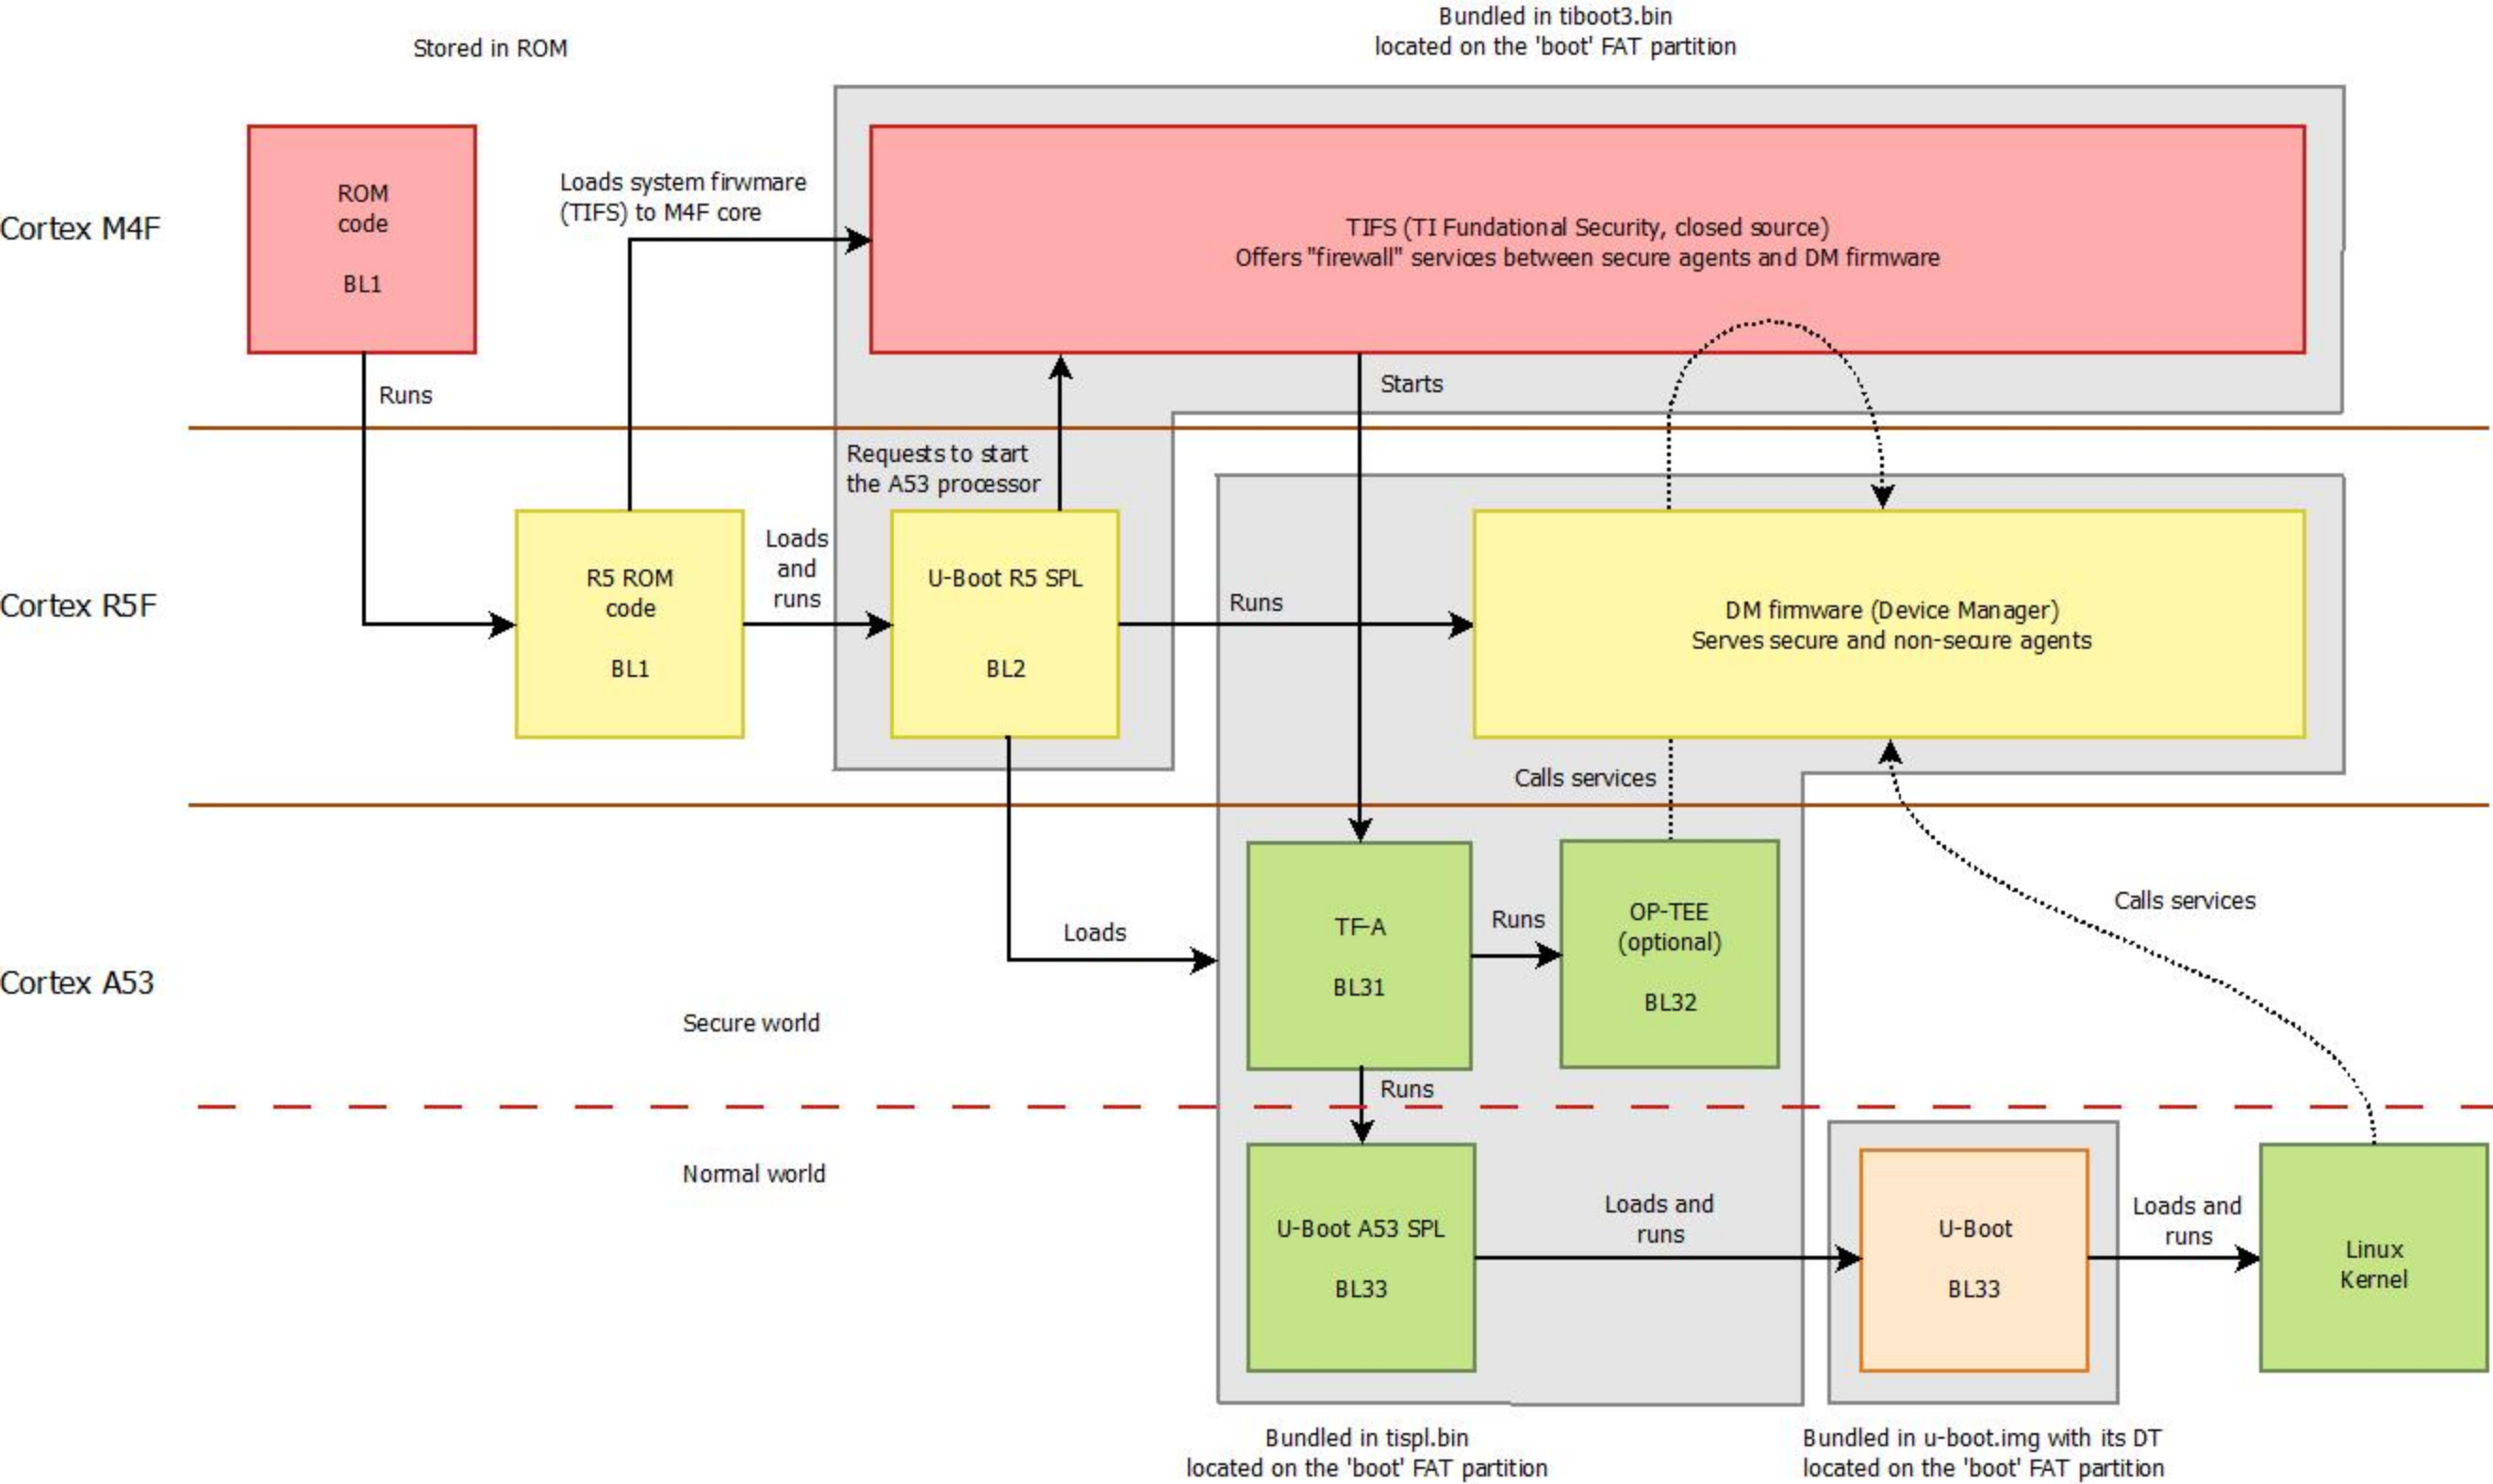 Stored in ROM
Bundled in tiboot3.bin
located on the 'boot' FAT partition
Cortex M4F
ROM
code
BL1
Loads system firwmare
(TIFS) to M4F core
TIFS (TI Fundational Security, closed source)
Offers "firewall" services between secure agents and DM firmware
Runs
Starts
Requests to start
the A53 processor
Cortex R5F
R5 ROM
code
BL1
Loads
and
runs
U-Boot R5 SPL
BL2
Runs
DM firmware (Device Manager)
Serves secure and non-secure agents
Calls services
Cortex A53
Loads
TF-A
BL31
Runs
OP-TEE
(optional)
BL32
Calls services
Secure world
Runs
Normal world
U-Boot A53 SPL
BL33
Loads and
runs
U-Boot
BL33
Loads and
runs
Linux
Kernel
Bundled in tispl.bin
located on the 'boot' FAT partition
Bundled in u-boot.img with its DT
located on the 'boot' FAT partition